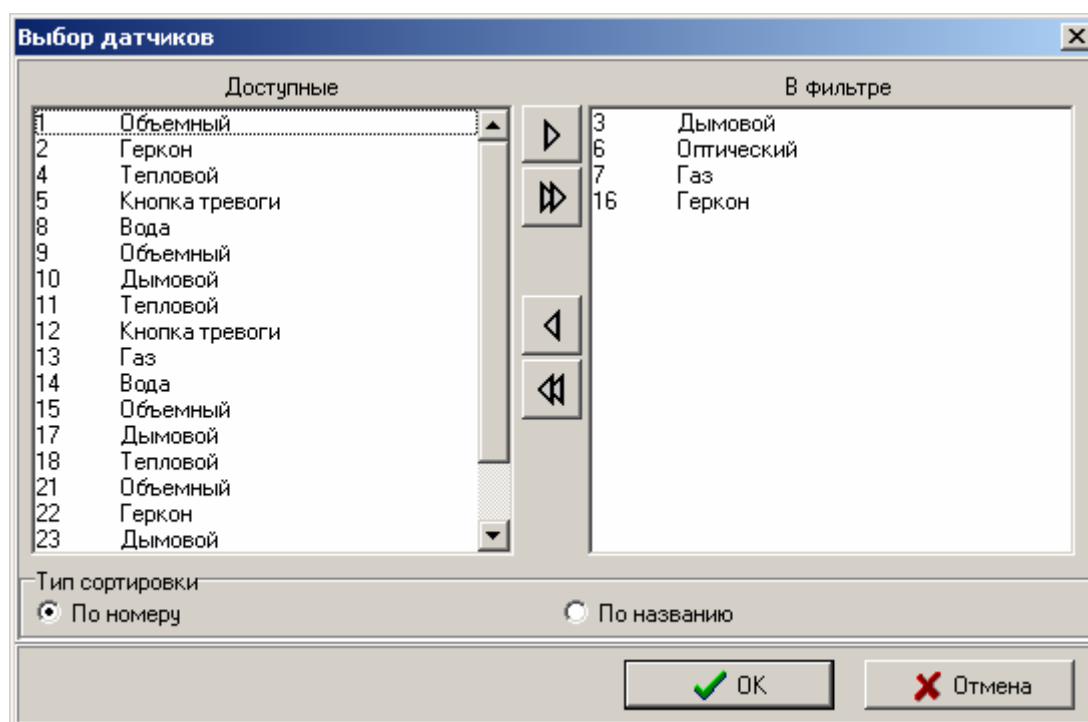 Выбор датчиков
Доступные
1 Объемный
2 Геркон
4 Тепловой
5 Кнопка тревоги
8 Вода
9 Объемный
10 Дымовой
11 Тепловой
12 Кнопка тревоги
13 Газ
14 Вода
15 Объемный
17 Дымовой
18 Тепловой
21 Объемный
22 Геркон
23 Дымовой
В фильтре
3 Дымовой
6 Оптический
7 Газ
16 Геркон
Тип сортировки
По номеру
По названию
OK
Отмена